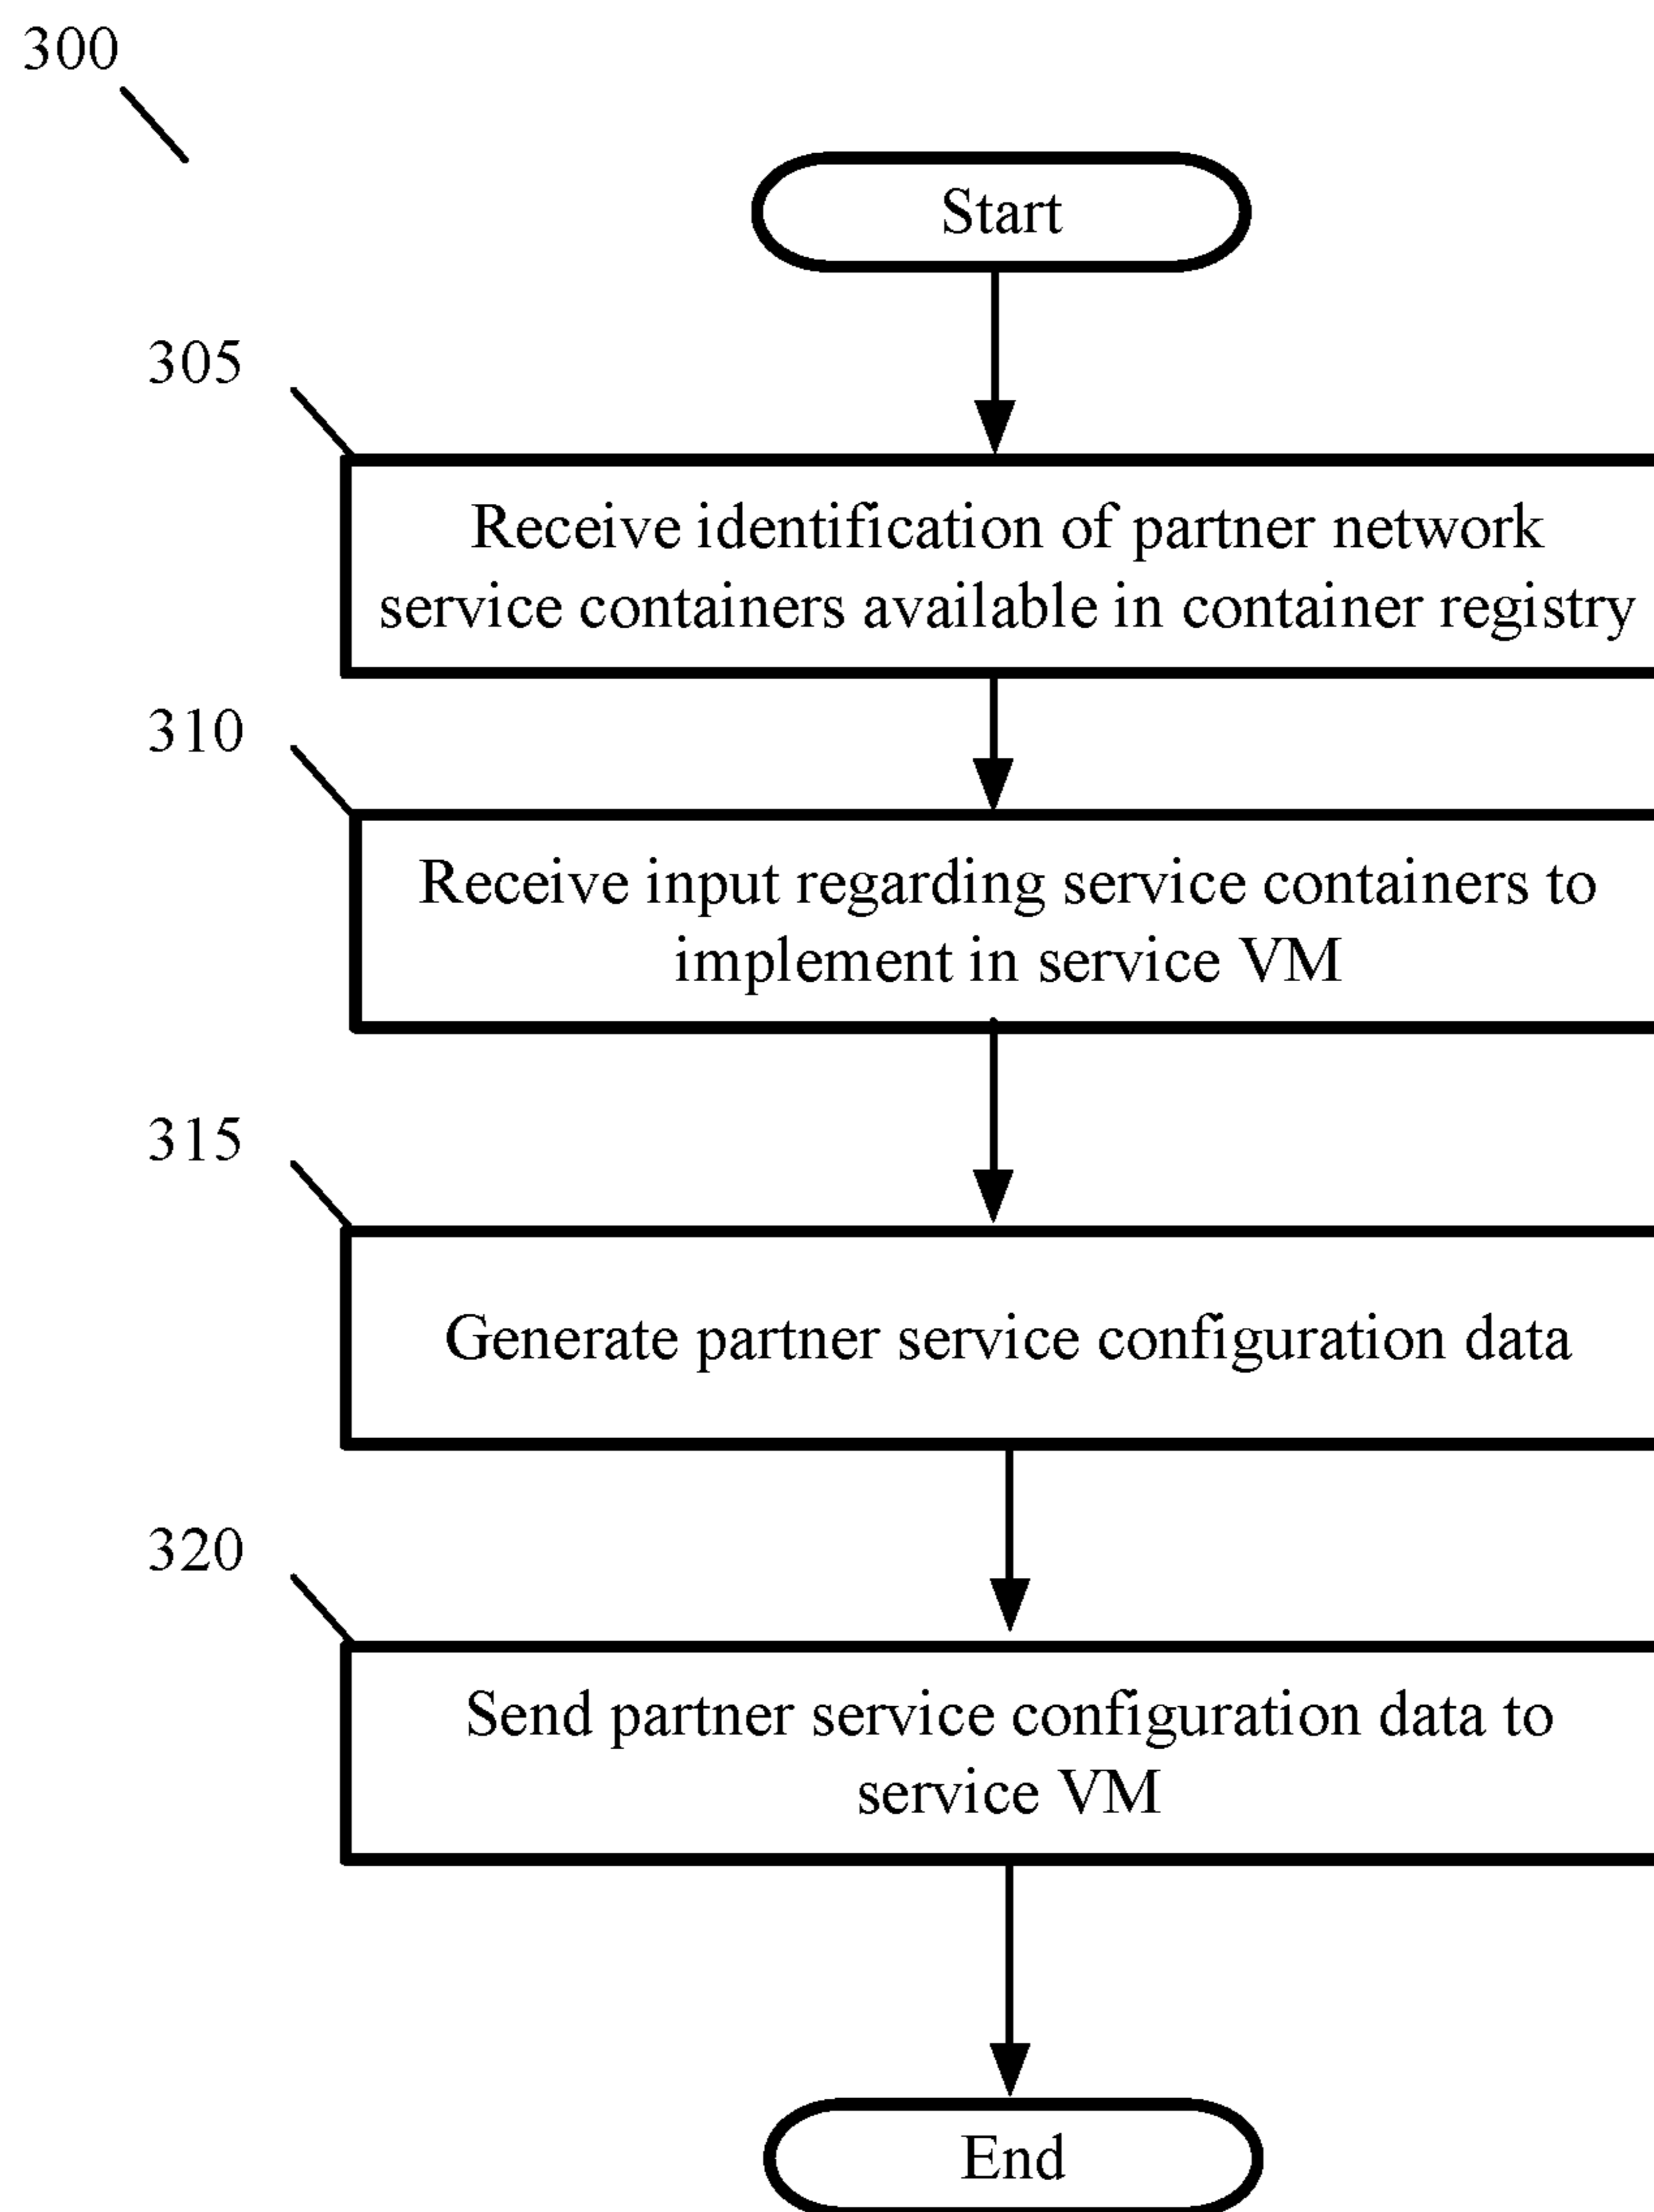 300
Start
305
Receive identification of partner network
service containers available in container registry
310
Receive input regarding service containers to
implement in service VM
315
Generate partner service configuration data
320
Send partner service configuration data to
service VM
End